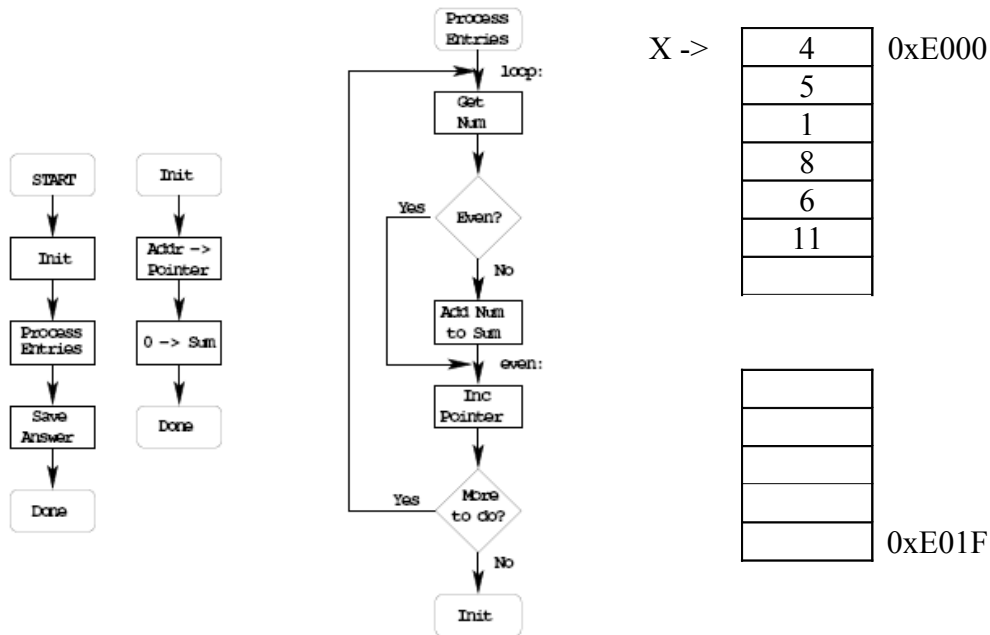 START
Init
Process
Entries
Save
Answer
Done
Init
Addr ->
Pointer
0 -> Sum
Done
Process
Entries
loop:
Get
Num
Yes
Even?
No
Add Num
to Sum
even:
Inc
Pointer
Yes
More
to do?
No
Init
X ->
4
0xE000
5
1
8
6
11
0xE01F